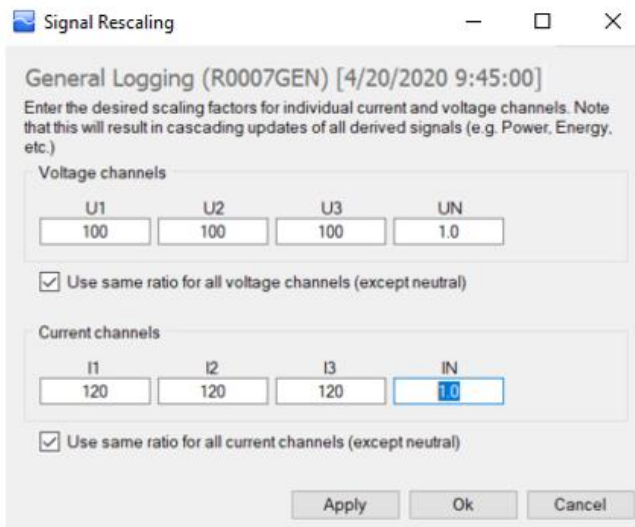 Signal Rescaling
General Logging (R0007GEN) [4/20/2020 9:45:00]
Enter the desired scaling factors for individual current and voltage channels. Note
that this will result in cascading updates of all derived signals (e.g. Power, Energy,
etc.)
Voltage channels
U1 U2 U3 UN
100 100 100 1.0
Use same ratio for all voltage channels (except neutral)
Current channels
I1 I2 I3 IN
120 120 120 1.0
Use same ratio for all current channels (except neutral)
Apply Ok Cancel